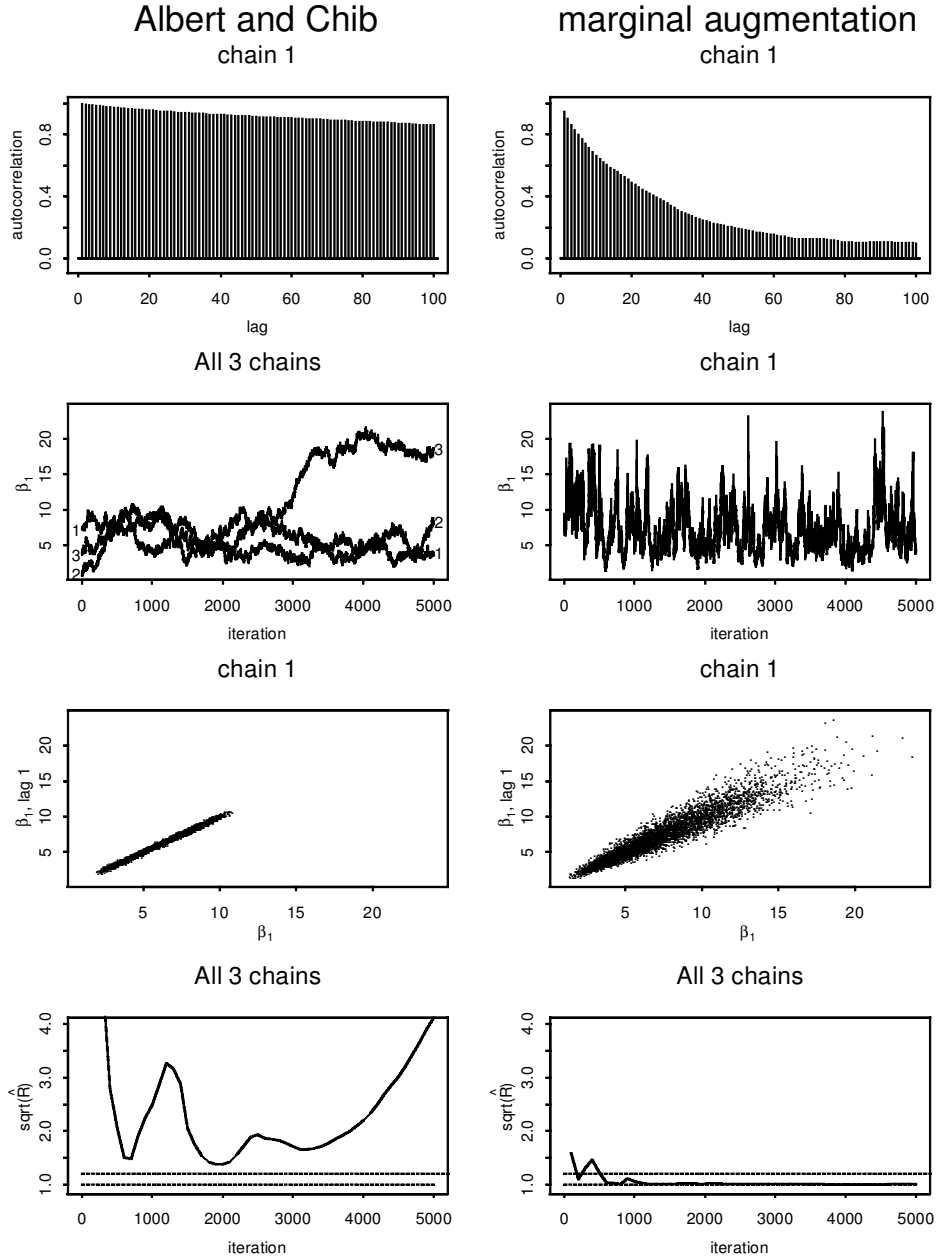 Albert and Chib
marginal augmentation
chain 1
chain 1
autocorrelation
0.0 0.4 0.8
0 20 40 60 80 100
lag
autocorrelation
0.0 0.4 0.8
0 20 40 60 80 100
lag
All 3 chains
chain 1
β1
5 10 15 20
1
3
2
3
2
1
0 1000 2000 3000 4000 5000
iteration
β1
5 10 15 20
0 1000 2000 3000 4000 5000
iteration
chain 1
chain 1
β1, lag 1
5 10 15 20
5 10 15 20
β1
β1, lag 1
5 10 15 20
5 10 15 20
β1
All 3 chains
All 3 chains
sqrt(R̂)
1.0 2.0 3.0 4.0
0 1000 2000 3000 4000 5000
iteration
sqrt(R̂)
1.0 2.0 3.0 4.0
0 1000 2000 3000 4000 5000
iteration